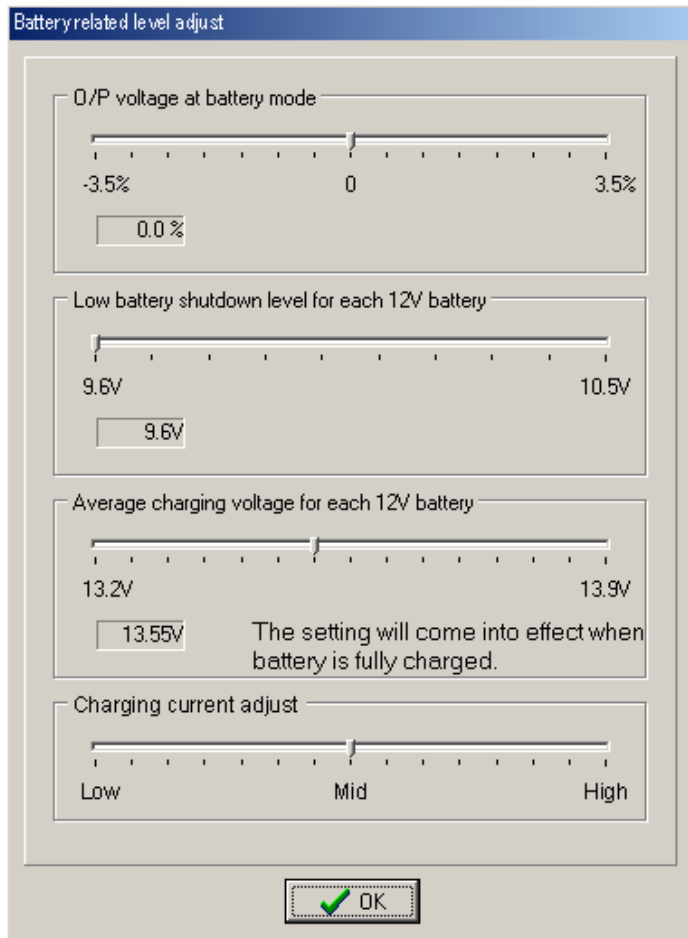 Battery related level adjust
O/P voltage at battery mode
-3.5% 0 3.5%
0.0 %
Low battery shutdown level for each 12V battery
9.6V 10.5V
9.6V
Average charging voltage for each 12V battery
13.2V 13.9V
13.55V
The setting will come into effect when
battery is fully charged.
Charging current adjust
Low Mid High
OK